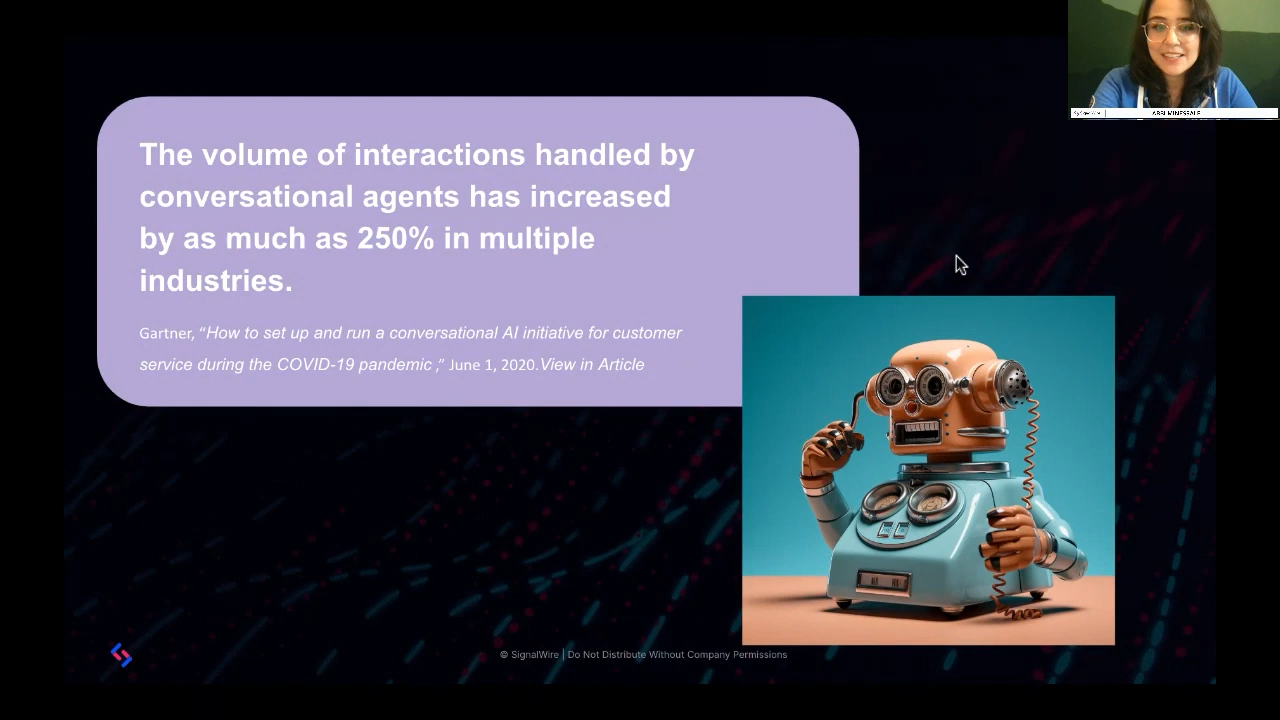 The volume of interactions handled by
conversational agents has increased
by as much as 250% in multiple
industries.
Gartner, “How to set up and run a conversational AI initiative for customer
service during the COVID-19 pandemic ,” June 1, 2020.View in Article
ABBI MINESSALE
© SignalWire | Do Not Distribute Without Company Permissions